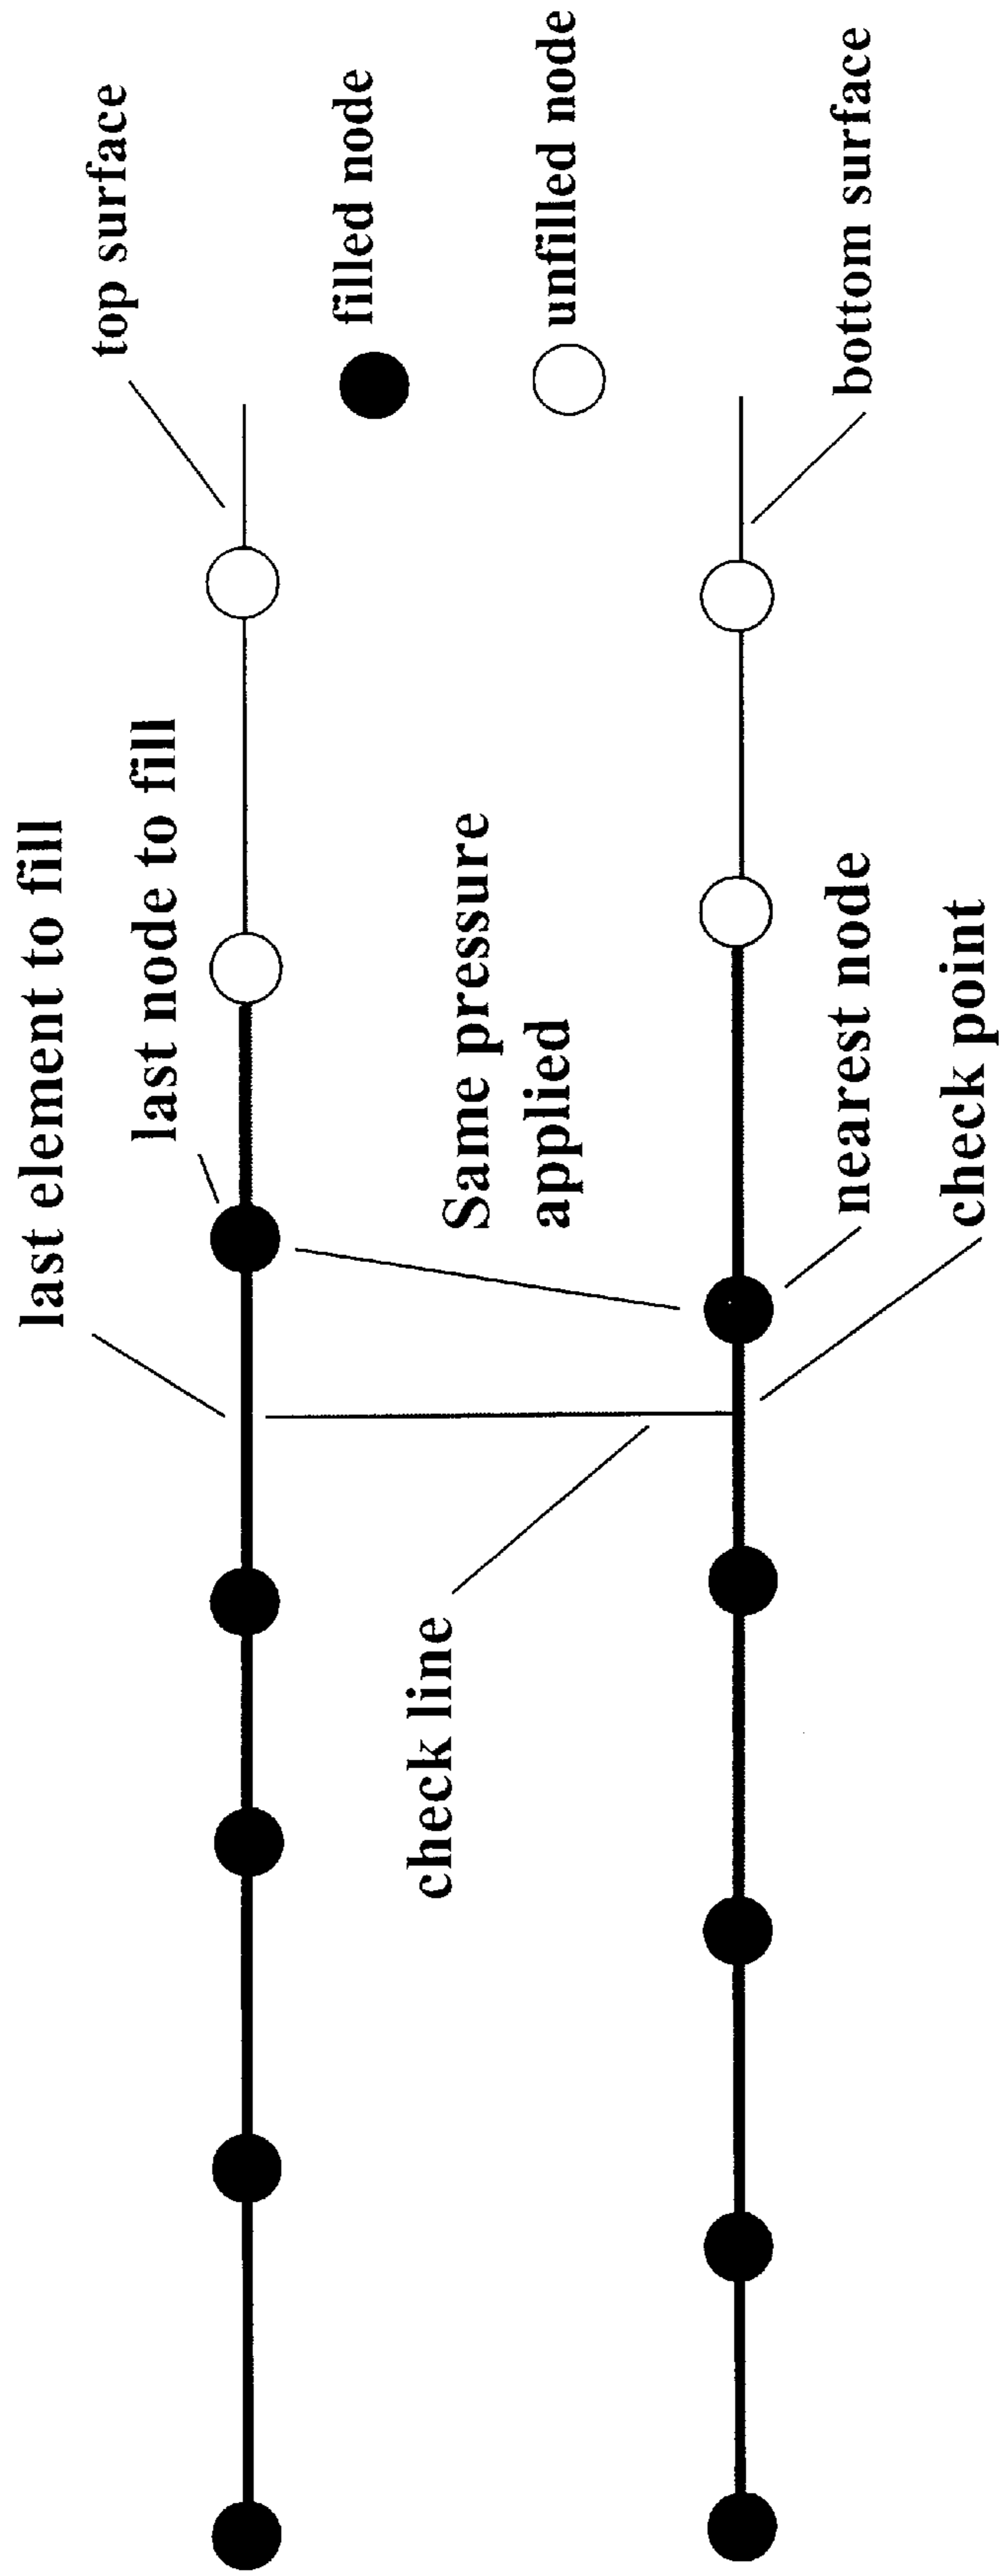 last element to fill
last node to fill
top surface
filled node
unfilled node
check line
Same pressure
applied
nearest node
check point
bottom surface